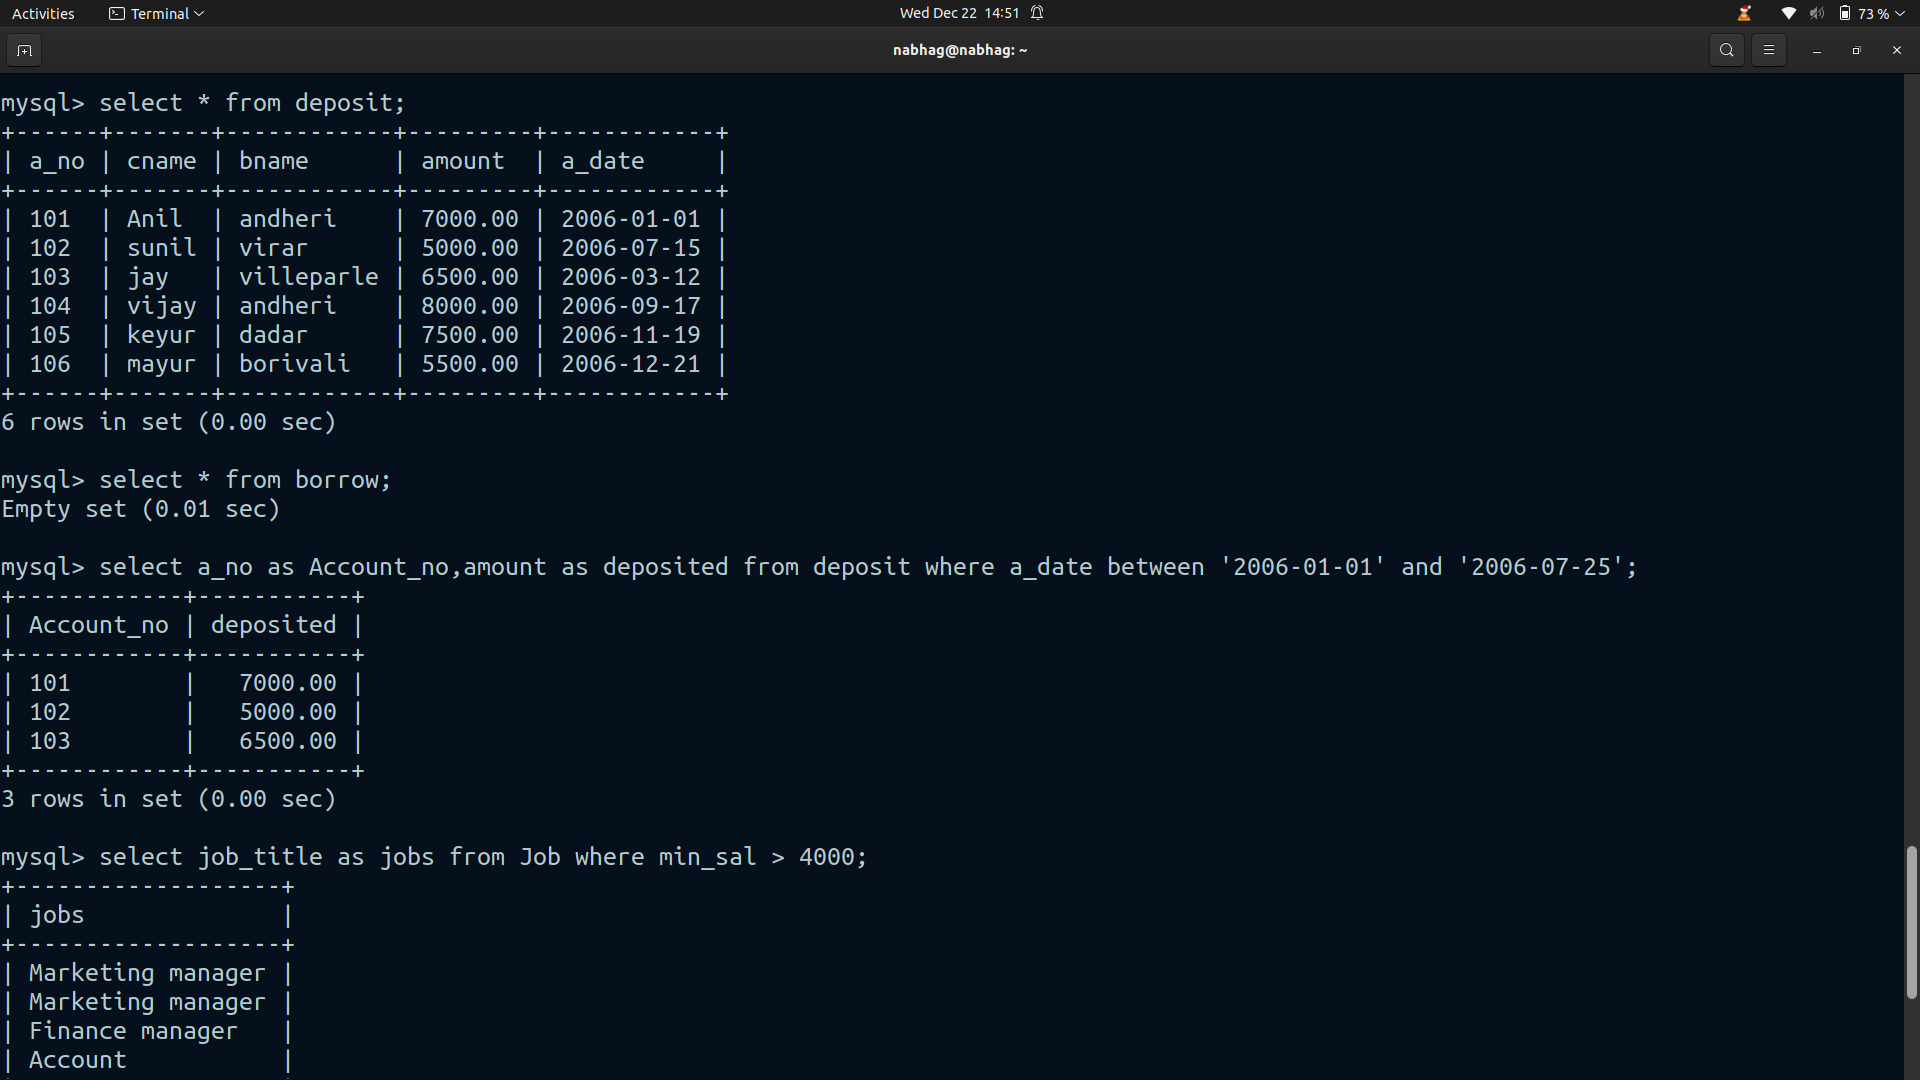 Activities Terminal Wed Dec 22 14:51 73 %
nabhag@nabhag: ~
mysql> select * from deposit;
+------+-------+------------+---------+------------+
| a_no | cname | bname      | amount  | a_date     |
+------+-------+------------+---------+------------+
| 101  | Anil  | andheri    | 7000.00 | 2006-01-01 |
| 102  | sunil | virar      | 5000.00 | 2006-07-15 |
| 103  | jay   | villeparle | 6500.00 | 2006-03-12 |
| 104  | vijay | andheri    | 8000.00 | 2006-09-17 |
| 105  | keyur | dadar      | 7500.00 | 2006-11-19 |
| 106  | mayur | borivali   | 5500.00 | 2006-12-21 |
+------+-------+------------+---------+------------+
6 rows in set (0.00 sec)
mysql> select * from borrow;
Empty set (0.01 sec)
mysql> select a_no as Account_no,amount as deposited from deposit where a_date between '2006-01-01' and '2006-07-25';
+------------+-----------+
| Account_no | deposited |
+------------+-----------+
| 101        |   7000.00 |
| 102        |   5000.00 |
| 103        |   6500.00 |
+------------+-----------+
3 rows in set (0.00 sec)
mysql> select job_title as jobs from Job where min_sal > 4000;
+-------------------+
| jobs              |
+-------------------+
| Marketing manager |
| Marketing manager |
| Finance manager   |
| Account           |